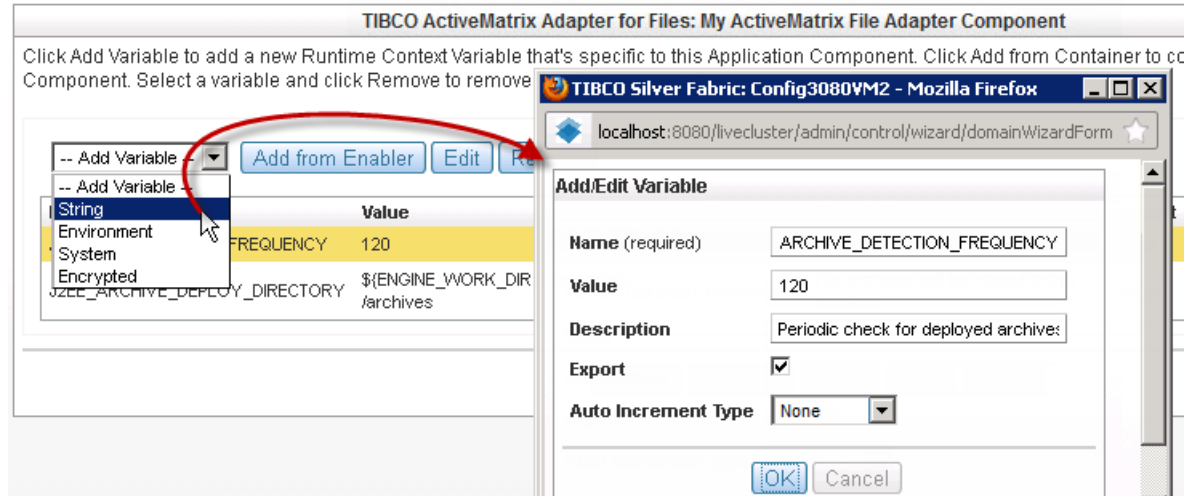 TIBCO ActiveMatrix Adapter for Files: My ActiveMatrix File Adapter Component
Click Add Variable to add a new Runtime Context Variable that's specific to this Application Component. Click Add from Container to
Component. Select a variable and click Remove to remove
-- Add Variable --
Add from Enabler
Edit
-- Add Variable --
String
Environment
System
Encrypted
Value
FREQUENCY
120
J2EE_ARCHIVE_DEPLOY_DIRECTORY
${ENGINE_WORK_DIR
/archives
TIBCO Silver Fabric: Config3080VM2 - Mozilla Firefox
localhost:8080/livecluster/admin/control/wizard/domainWizardForm
Add/Edit Variable
Name (required)
ARCHIVE_DETECTION_FREQUENCY
Value
120
Description
Periodic check for deployed archives
Export
Auto Increment Type
None
OK
Cancel